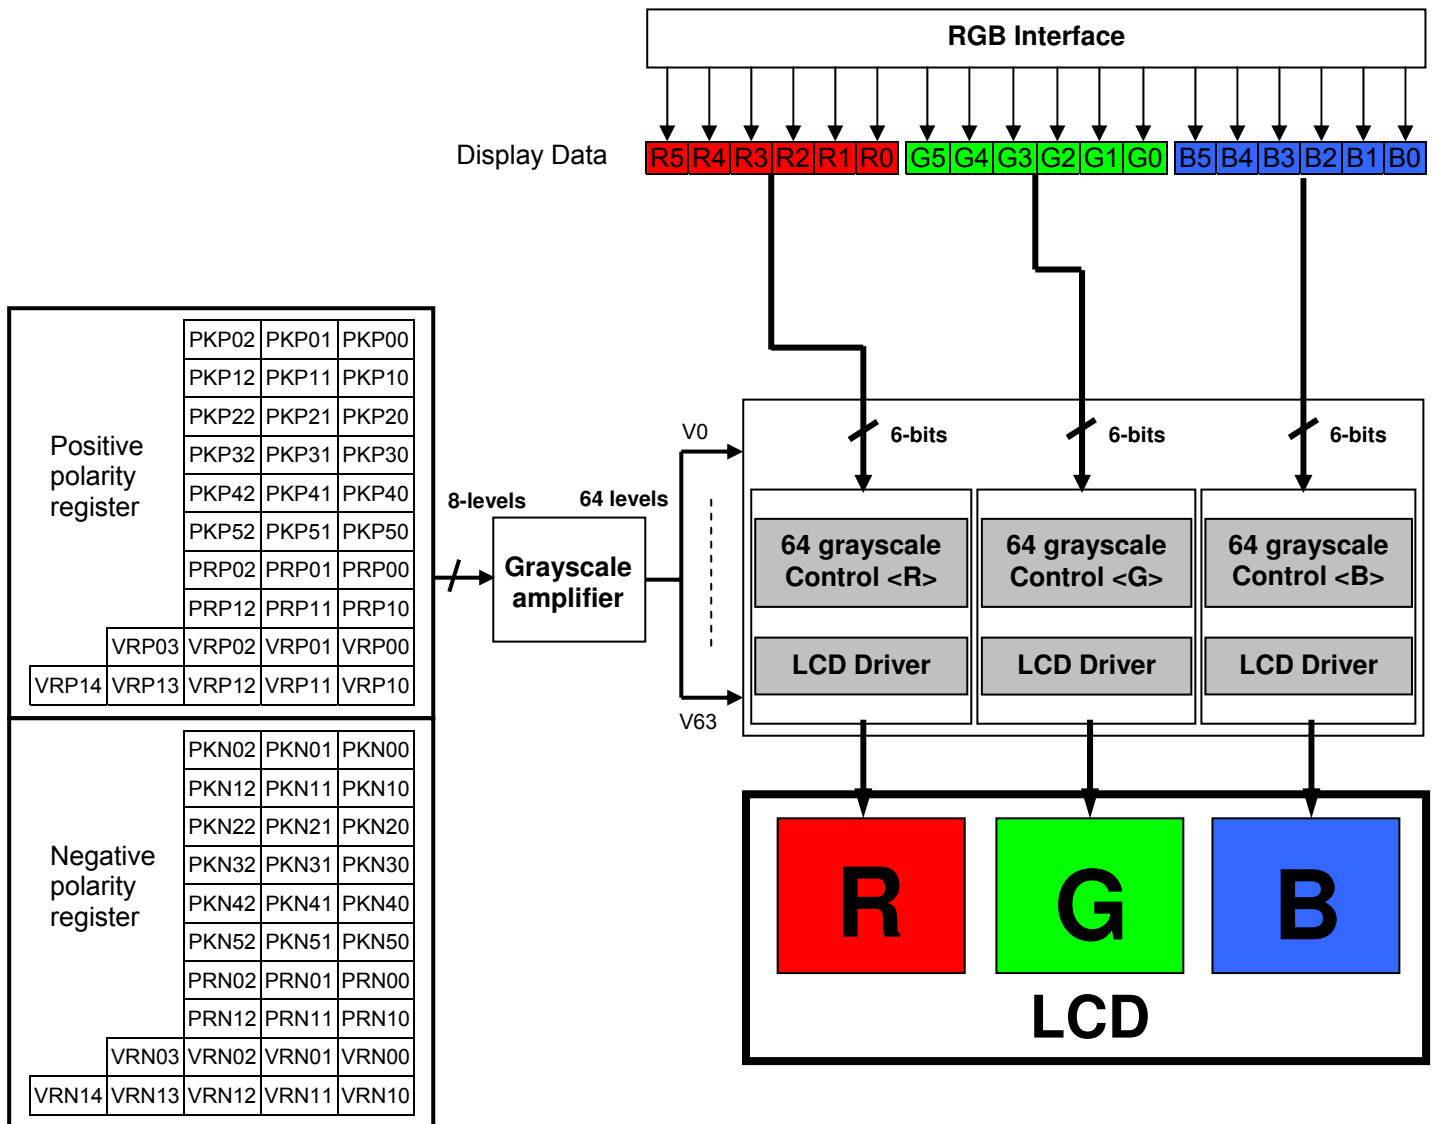 RGB Interface
Display Data
R5 R4 R3 R2 R1 R0 G5 G4 G3 G2 G1 G0 B5 B4 B3 B2 B1 B0
Positive
polarity
register
PKP02 PKP01 PKP00
PKP12 PKP11 PKP10
PKP22 PKP21 PKP20
PKP32 PKP31 PKP30
PKP42 PKP41 PKP40
PKP52 PKP51 PKP50
PRP02 PRP01 PRP00
PRP12 PRP11 PRP10
VRP03 VRP02 VRP01 VRP00
VRP14 VRP13 VRP12 VRP11 VRP10
Negative
polarity
register
PKN02 PKN01 PKN00
PKN12 PKN11 PKN10
PKN22 PKN21 PKN20
PKN32 PKN31 PKN30
PKN42 PKN41 PKN40
PKN52 PKN51 PKN50
PRN02 PRN01 PRN00
PRN12 PRN11 PRN10
VRN03 VRN02 VRN01 VRN00
VRN14 VRN13 VRN12 VRN11 VRN10
8-levels
64 levels
Grayscale
amplifier
V0
V63
6-bits
6-bits
6-bits
64 grayscale
Control <R>
64 grayscale
Control <G>
64 grayscale
Control <B>
LCD Driver
LCD Driver
LCD Driver
R
G
B
LCD